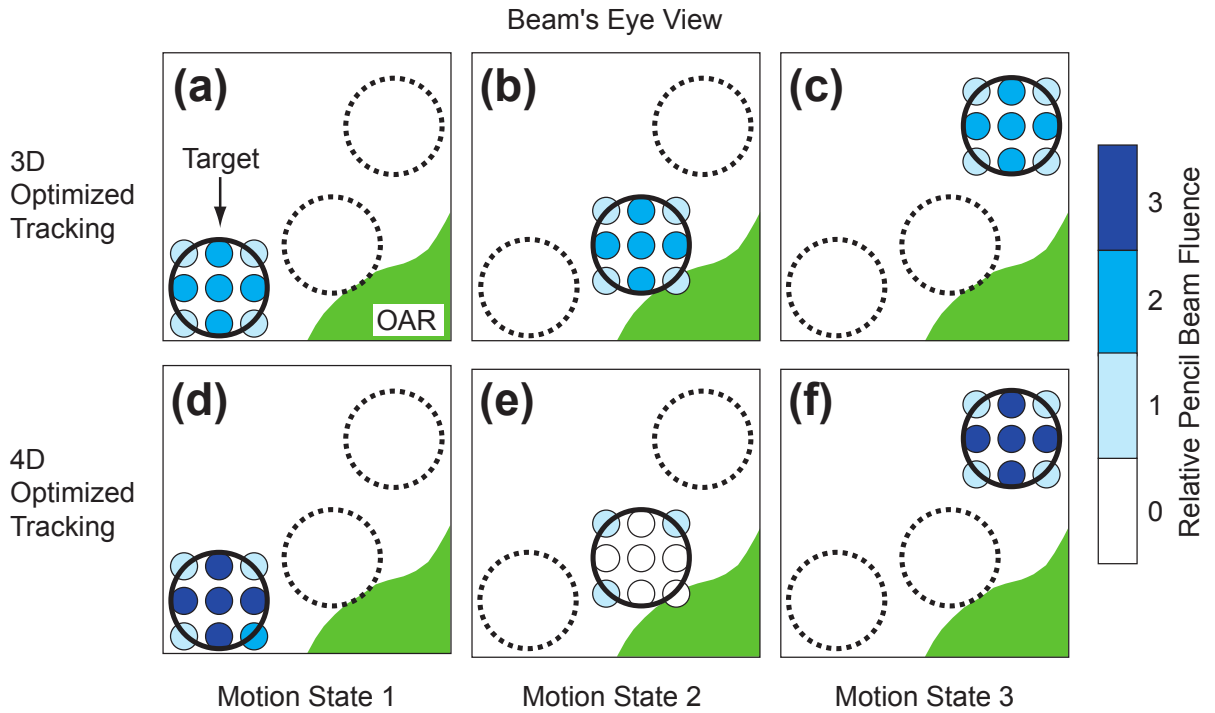 Beam's Eye View
(a)
(b)
(c)
3D
Optimized
Tracking
Target
OAR
3
2
1
0
Relative Pencil Beam Fluence
(d)
(e)
(f)
4D
Optimized
Tracking
Motion State 1
Motion State 2
Motion State 3